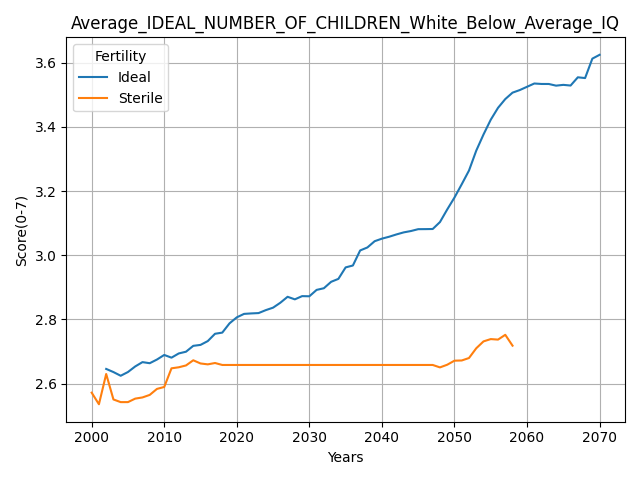 Average_IDEAL_NUMBER_OF_CHILDREN_White_Below_Average_IQ
Fertility
Ideal
Sterile
Score(0-7)
3.6
3.4
3.2
3.0
2.8
2.6
2000
2010
2020
2030
2040
2050
2060
2070
Years